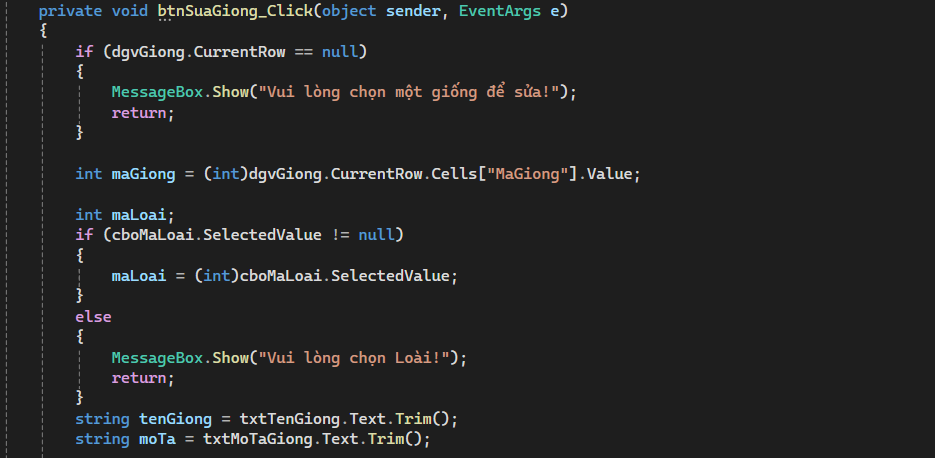 private void btnSuaGiong_Click(object sender, EventArgs e)
{
if (dgvGiong.CurrentRow == null)
{
MessageBox.Show("Vui lòng chọn một giống để sửa!");
return;
}
int maGiong = (int)dgvGiong.CurrentRow.Cells["MaGiong"].Value;
int maLoai;
if (cboMaLoai.SelectedValue != null)
{
maLoai = (int)cboMaLoai.SelectedValue;
}
else
{
MessageBox.Show("Vui lòng chọn Loài!");
return;
}
string tenGiong = txtTenGiong.Text.Trim();
string moTa = txtMoTaGiong.Text.Trim();